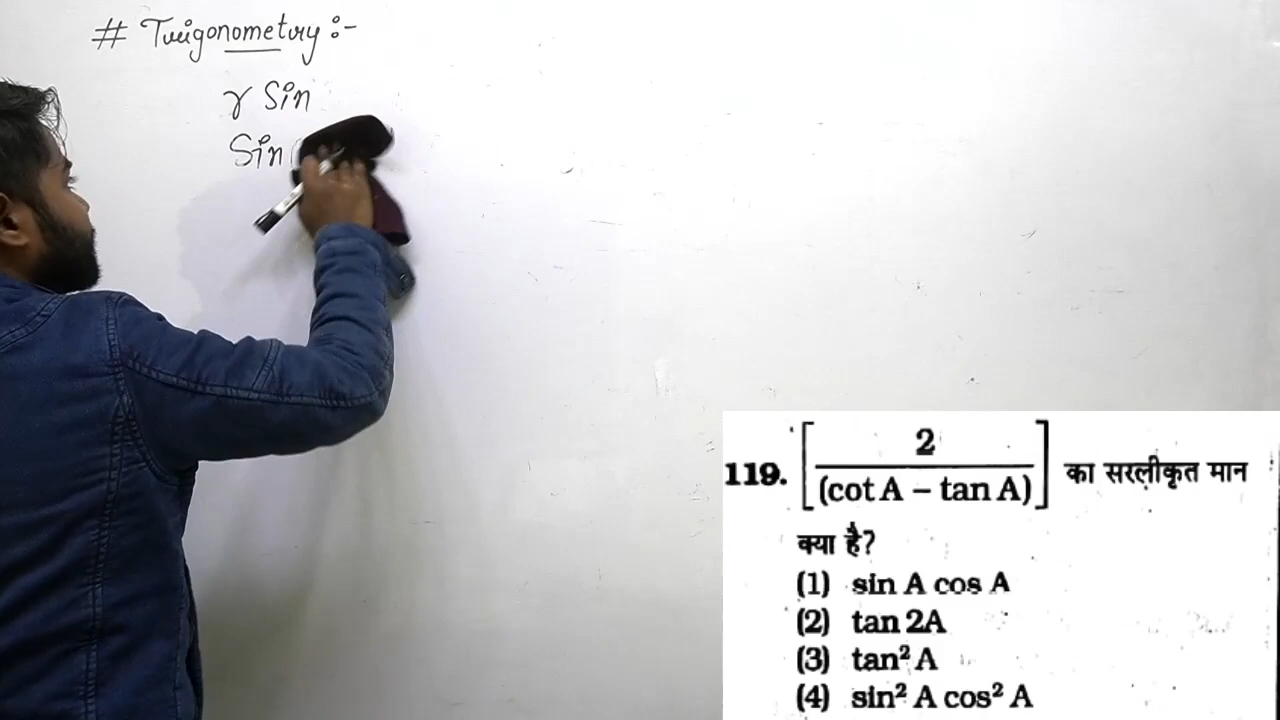 # Trigonometry :-
r Sin
Sin
119. [2/(cot A – tan A)] का सरलीकृत मान
क्या है?
(1) sin A cos A
(2) tan 2A
(3) tan² A
(4) sin² A cos² A